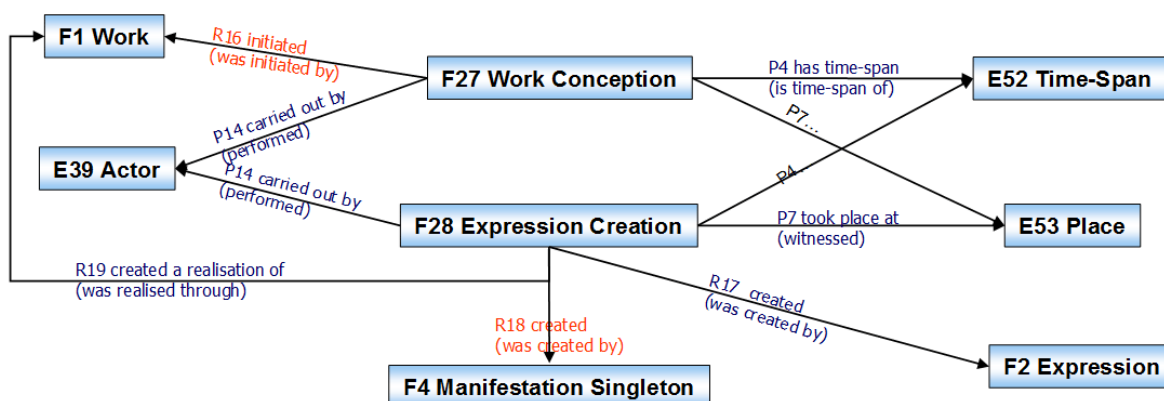 F1 Work
R16 initiated
(was initiated by)
F27 Work Conception
P4 has time-span
(is time-span of)
E52 Time-Span
P14 carried out by
(performed)
P7...
E39 Actor
P14 carried out by
(performed)
P4...
F28 Expression Creation
P7 took place at
(witnessed)
E53 Place
R19 created a realisation of
(was realised through)
R17 created
(was created by)
R18 created
(was created by)
F2 Expression
F4 Manifestation Singleton